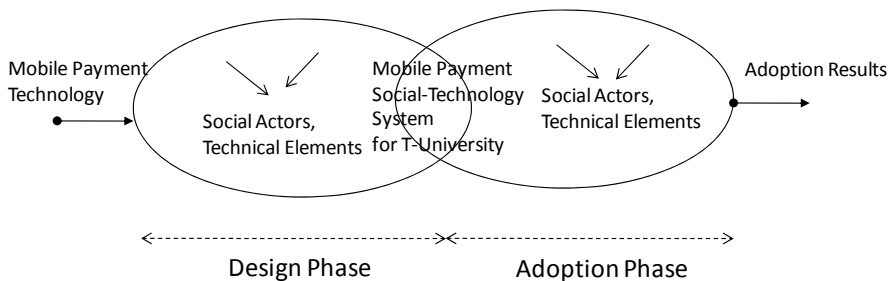 Mobile Payment
Technology
Social Actors,
Technical Elements
Mobile Payment
Social-Technology
System
for T-University
Social Actors,
Technical Elements
Adoption Results
Design Phase
Adoption Phase